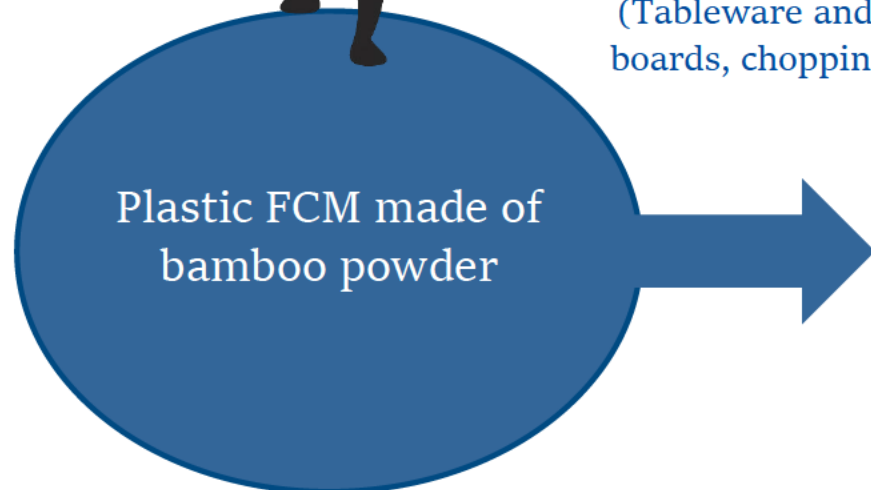 (Tableware and
boards, choppin
Plastic FCM made of
bamboo powder